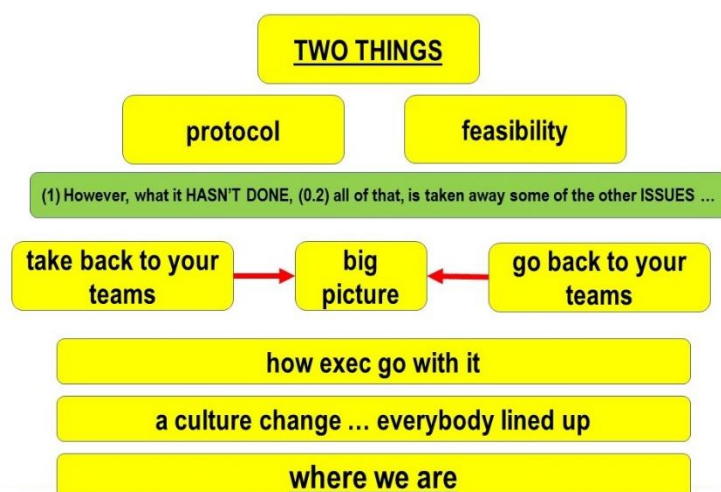 TWO THINGS
protocol
feasibility
(1) However, what it HASN'T DONE, (0.2) all of that, is taken away some of the other ISSUES …
take back to your
teams
big
picture
go back to your
teams
how exec go with it
a culture change … everybody lined up
where we are